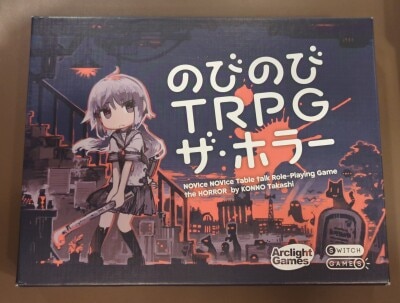 のびのび
TRPG
ザ・ホラー
NOVIce NOVIce Table talk Role-Playing Game
the HORROR by KONNO Takashi
Arclight
Games
SWITCH
GAMES